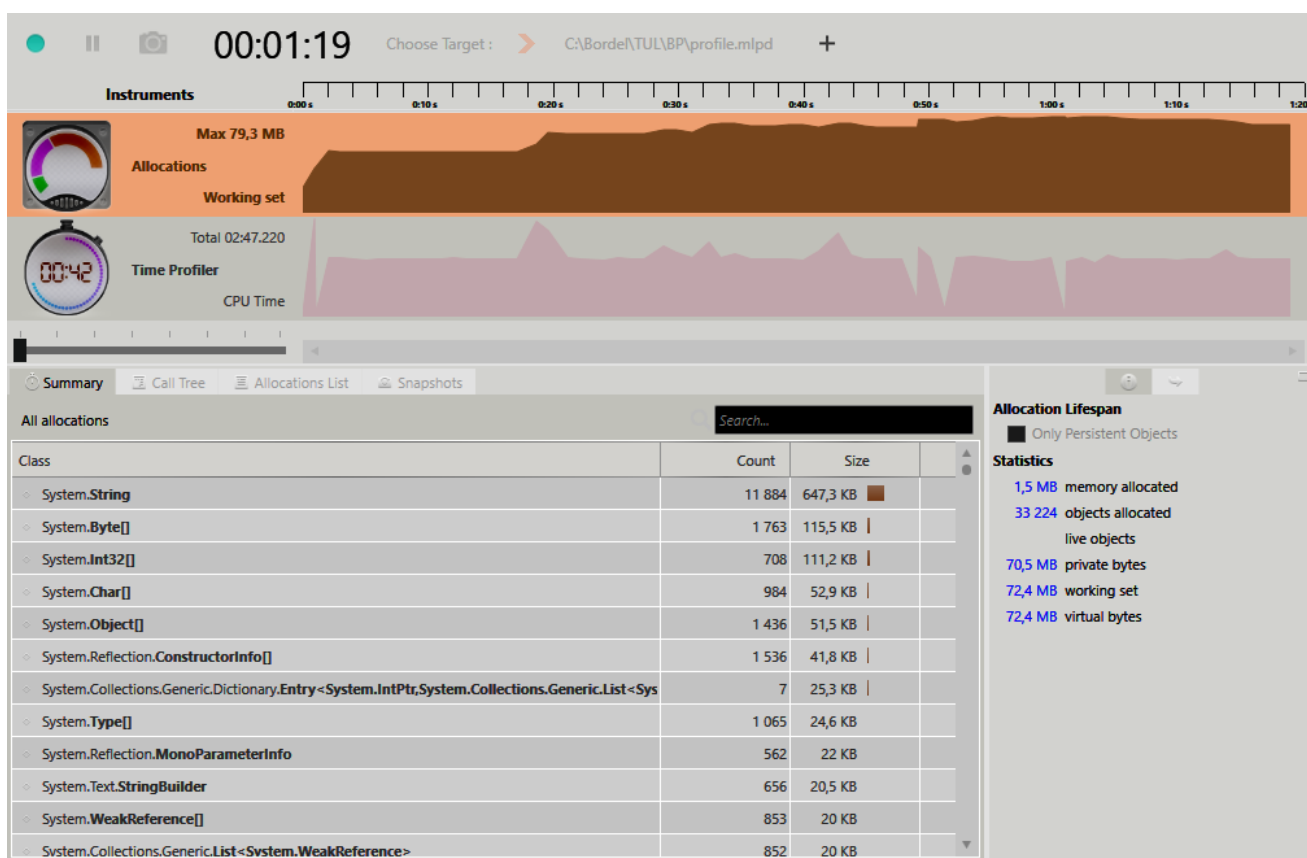 00:01:19 Choose Target : C:\Bordel\TUL\BP\profile.mlpd +
Instruments 0:00 s 0:10 s 0:20 s 0:30 s 0:40 s 0:50 s 1:00 s 1:10 s 1:20
Max 79,3 MB
Allocations
Working set
Total 02:47.220
00:42 Time Profiler
CPU Time
Summary Call Tree Allocations List Snapshots
All allocations Search...
Class Count Size
System.String 11 884 647,3 KB
System.Byte[] 1 763 115,5 KB
System.Int32[] 708 111,2 KB
System.Char[] 984 52,9 KB
System.Object[] 1 436 51,5 KB
System.Reflection.ConstructorInfo[] 1 536 41,8 KB
System.Collections.Generic.Dictionary.Entry<System.IntPtr,System.Collections.Generic.List<Sys 7 25,3 KB
System.Type[] 1 065 24,6 KB
System.Reflection.MonoParameterInfo 562 22 KB
System.Text.StringBuilder 656 20,5 KB
System.WeakReference[] 853 20 KB
System.Collections.Generic.List<System.WeakReference> 852 20 KB
Allocation Lifespan
Only Persistent Objects
Statistics
1,5 MB memory allocated
33 224 objects allocated
live objects
70,5 MB private bytes
72,4 MB working set
72,4 MB virtual bytes